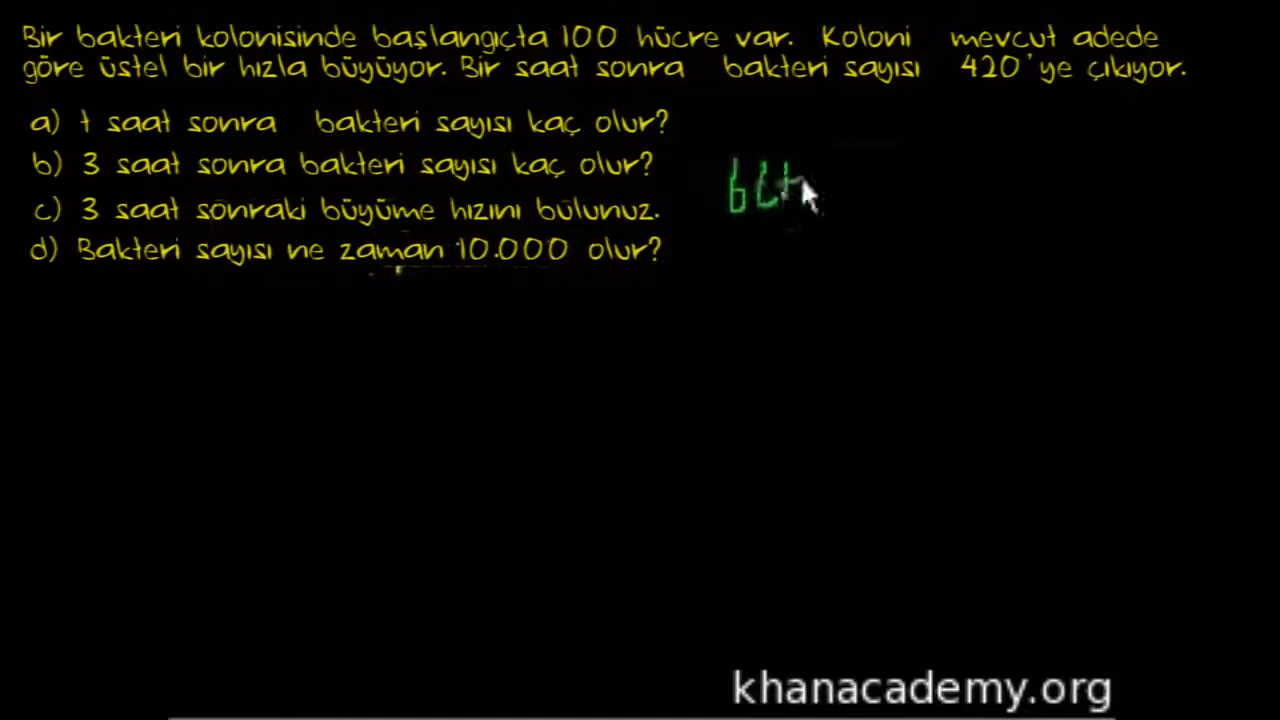 Bir bakteri kolonisinde başlangıçta 100 hücre var. Koloni mevcut adede
göre üstel bir hızla büyüyor. Bir saat sonra bakteri sayısı 420'ye çıkıyor.
a) t saat sonra bakteri sayısı kaç olur?
b) 3 saat sonra bakteri sayısı kaç olur?
c) 3 saat sonraki büyüme hızını bulunuz.
d) Bakteri sayısı ne zaman 10.000 olur?
khanacademy.org